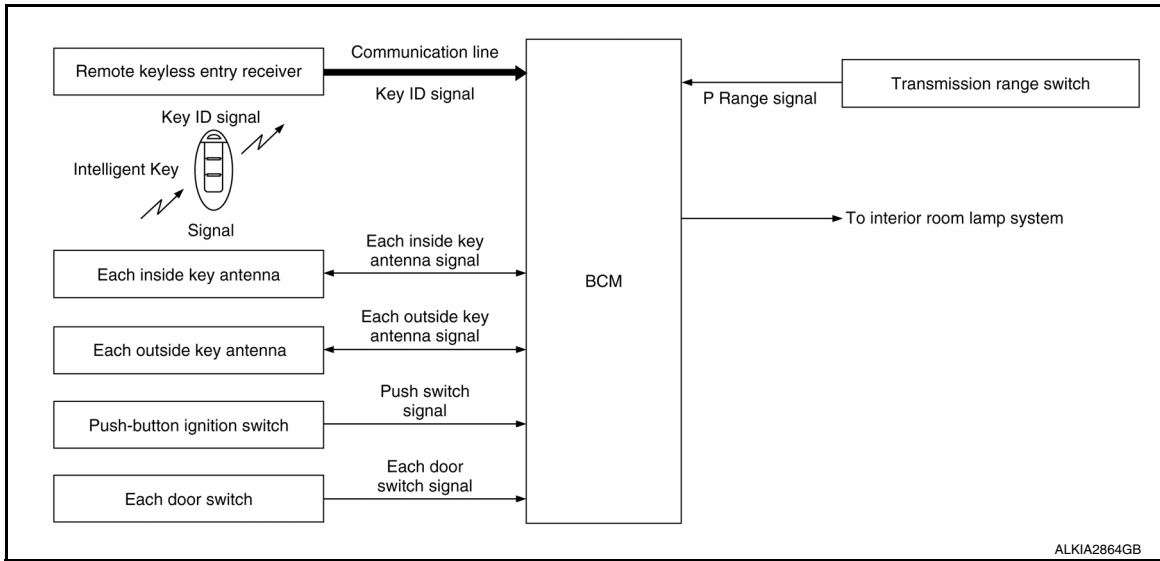 Communication line
Remote keyless entry receiver
Key ID signal
Key ID signal
Intelligent Key
Signal
Each inside key
antenna signal
Each inside key antenna
Each outside key
antenna signal
Each outside key antenna
Push switch
signal
Push-button ignition switch
Each door
switch signal
Each door switch
BCM
Transmission range switch
P Range signal
To interior room lamp system
ALKIA2864GB